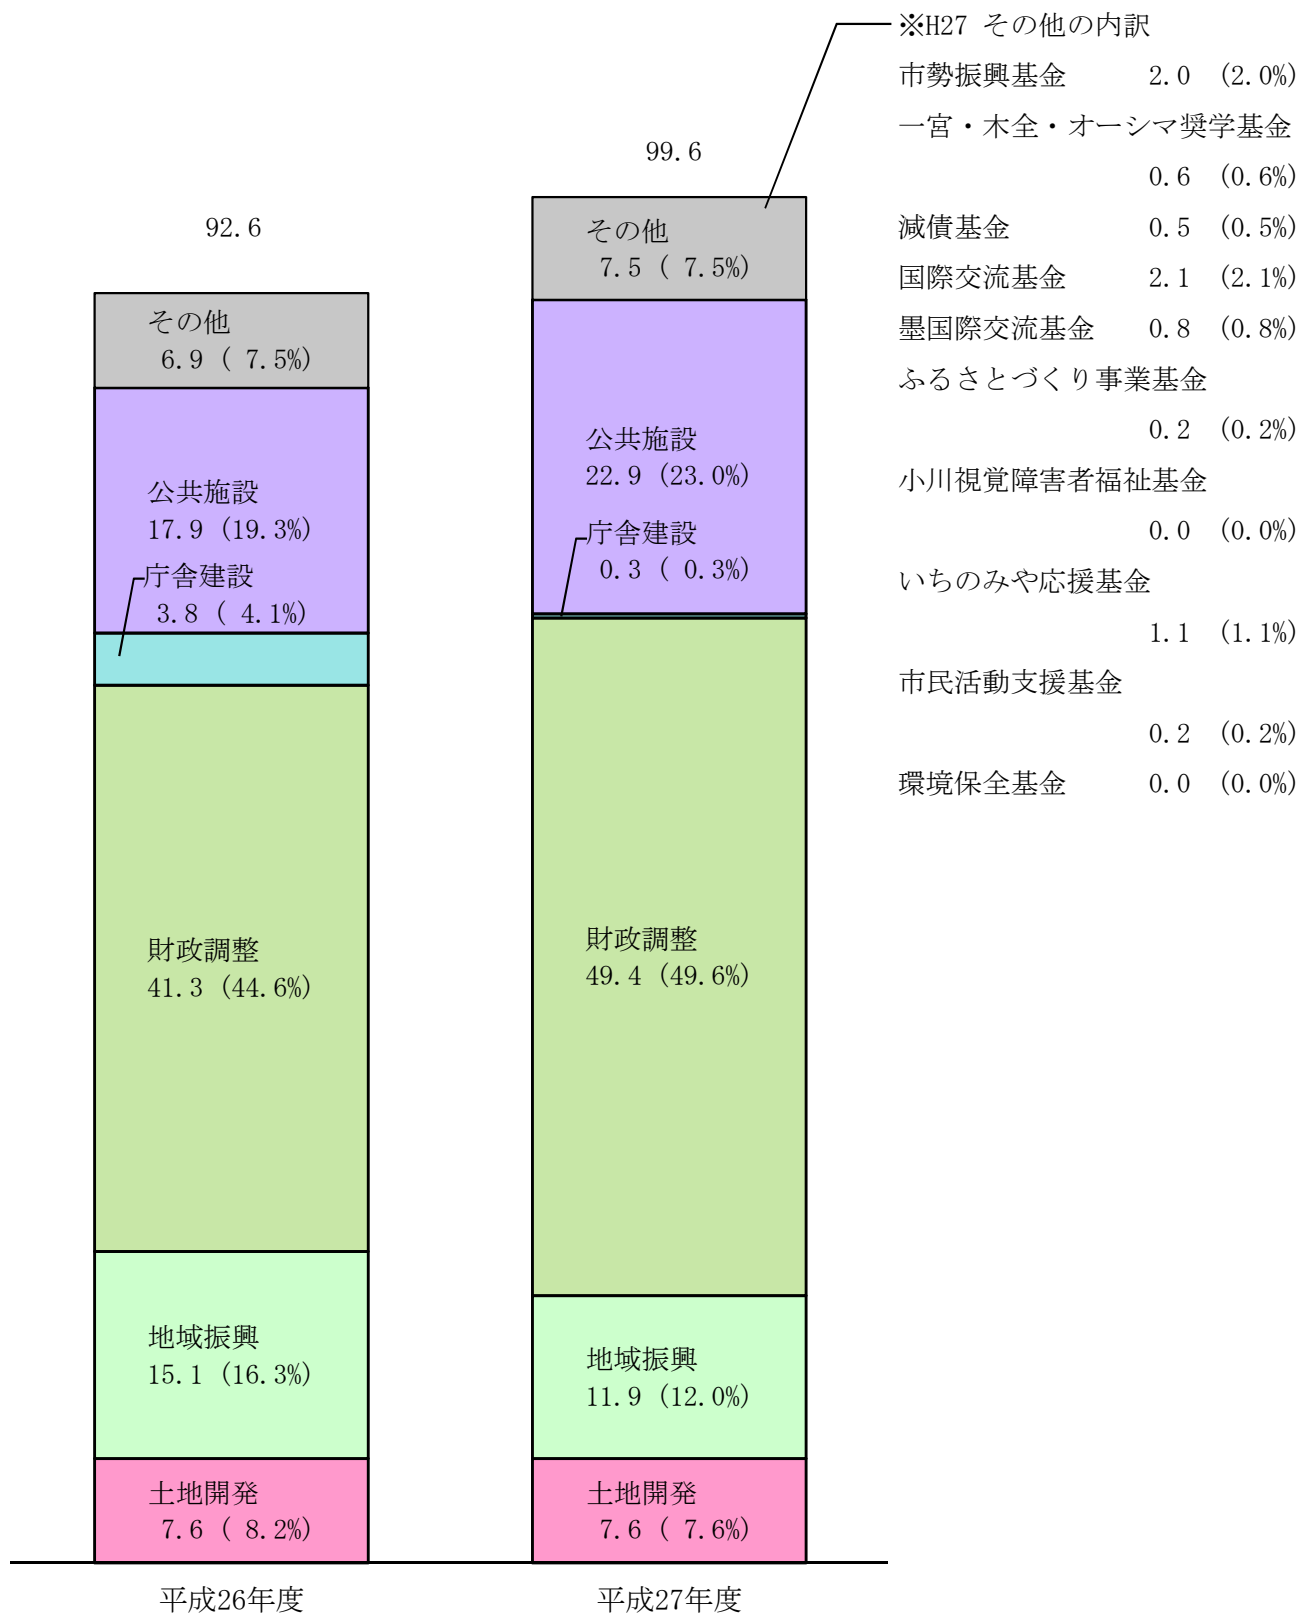 92.6
その他
6.9 ( 7.5%)
公共施設
17.9 (19.3%)
庁舎建設
3.8 ( 4.1%)
財政調整
41.3 (44.6%)
地域振興
15.1 (16.3%)
土地開発
7.6 ( 8.2%)
平成26年度
99.6
その他
7.5 ( 7.5%)
公共施設
22.9 (23.0%)
庁舎建設
0.3 ( 0.3%)
財政調整
49.4 (49.6%)
地域振興
11.9 (12.0%)
土地開発
7.6 ( 7.6%)
平成27年度
※H27 その他の内訳
市勢振興基金 2.0 (2.0%)
一宮・木全・オーシマ奨学基金
0.6 (0.6%)
減債基金 0.5 (0.5%)
国際交流基金 2.1 (2.1%)
墨国際交流基金 0.8 (0.8%)
ふるさとづくり事業基金
0.2 (0.2%)
小川視覚障害者福祉基金
0.0 (0.0%)
いちのみや応援基金
1.1 (1.1%)
市民活動支援基金
0.2 (0.2%)
環境保全基金 0.0 (0.0%)